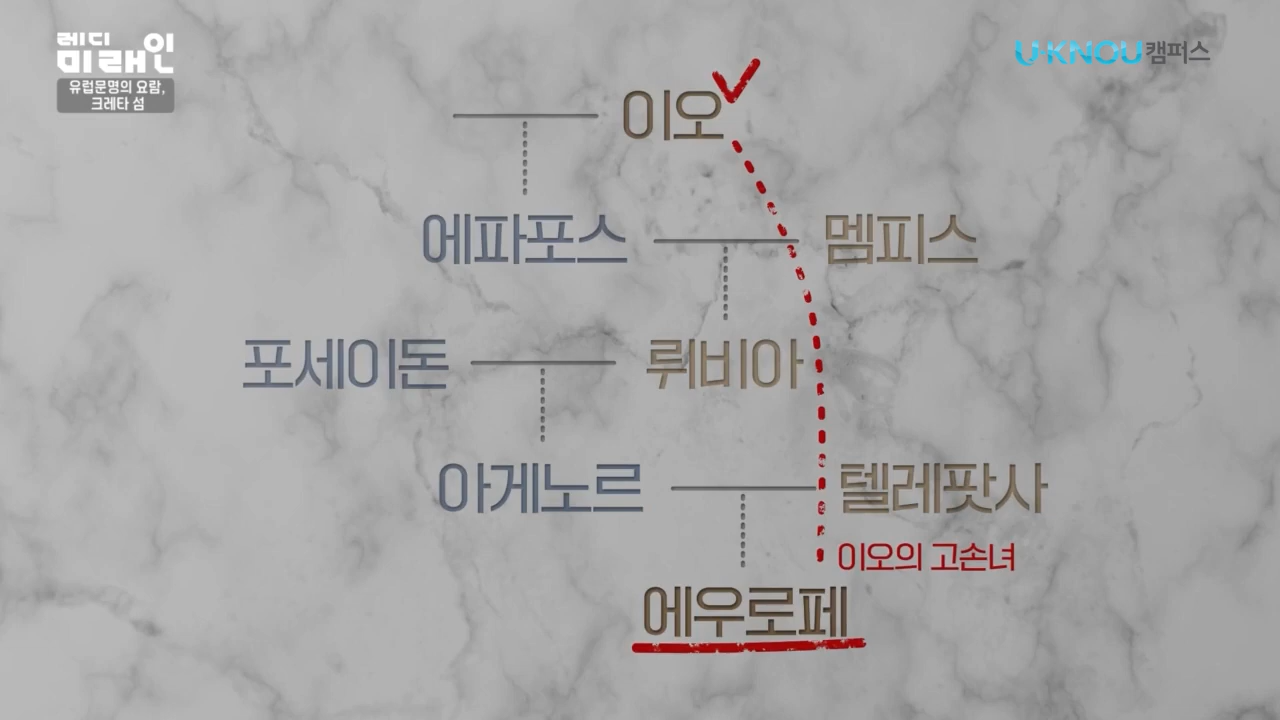 레디
미래인
유럽문명의 요람,
크레타 섬
U·KNOU캠퍼스
이오
에파포스
멤피스
포세이돈
뤼비아
아게노르
텔레팟사
이오의 고손녀
에우로페